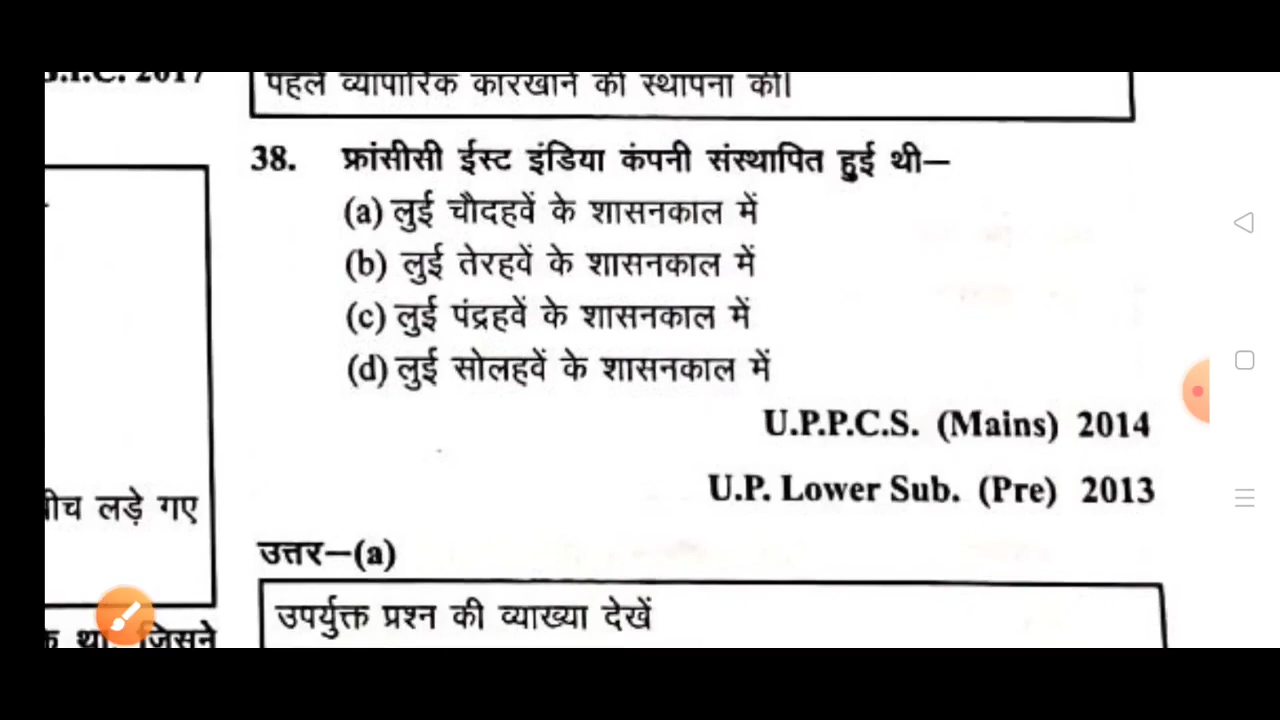 2017
पहले व्यापारिक कारखाने की स्थापना की।
38. फ्रांसीसी ईस्ट इंडिया कंपनी संस्थापित हुई थी—
(a) लुई चौदहवें के शासनकाल में
(b) लुई तेरहवें के शासनकाल में
(c) लुई पंद्रहवें के शासनकाल में
(d) लुई सोलहवें के शासनकाल में
U.P.P.C.S. (Mains) 2014
U.P. Lower Sub. (Pre) 2013
लड़े गए
उत्तर—(a)
उपर्युक्त प्रश्न की व्याख्या देखें
था, जिसने